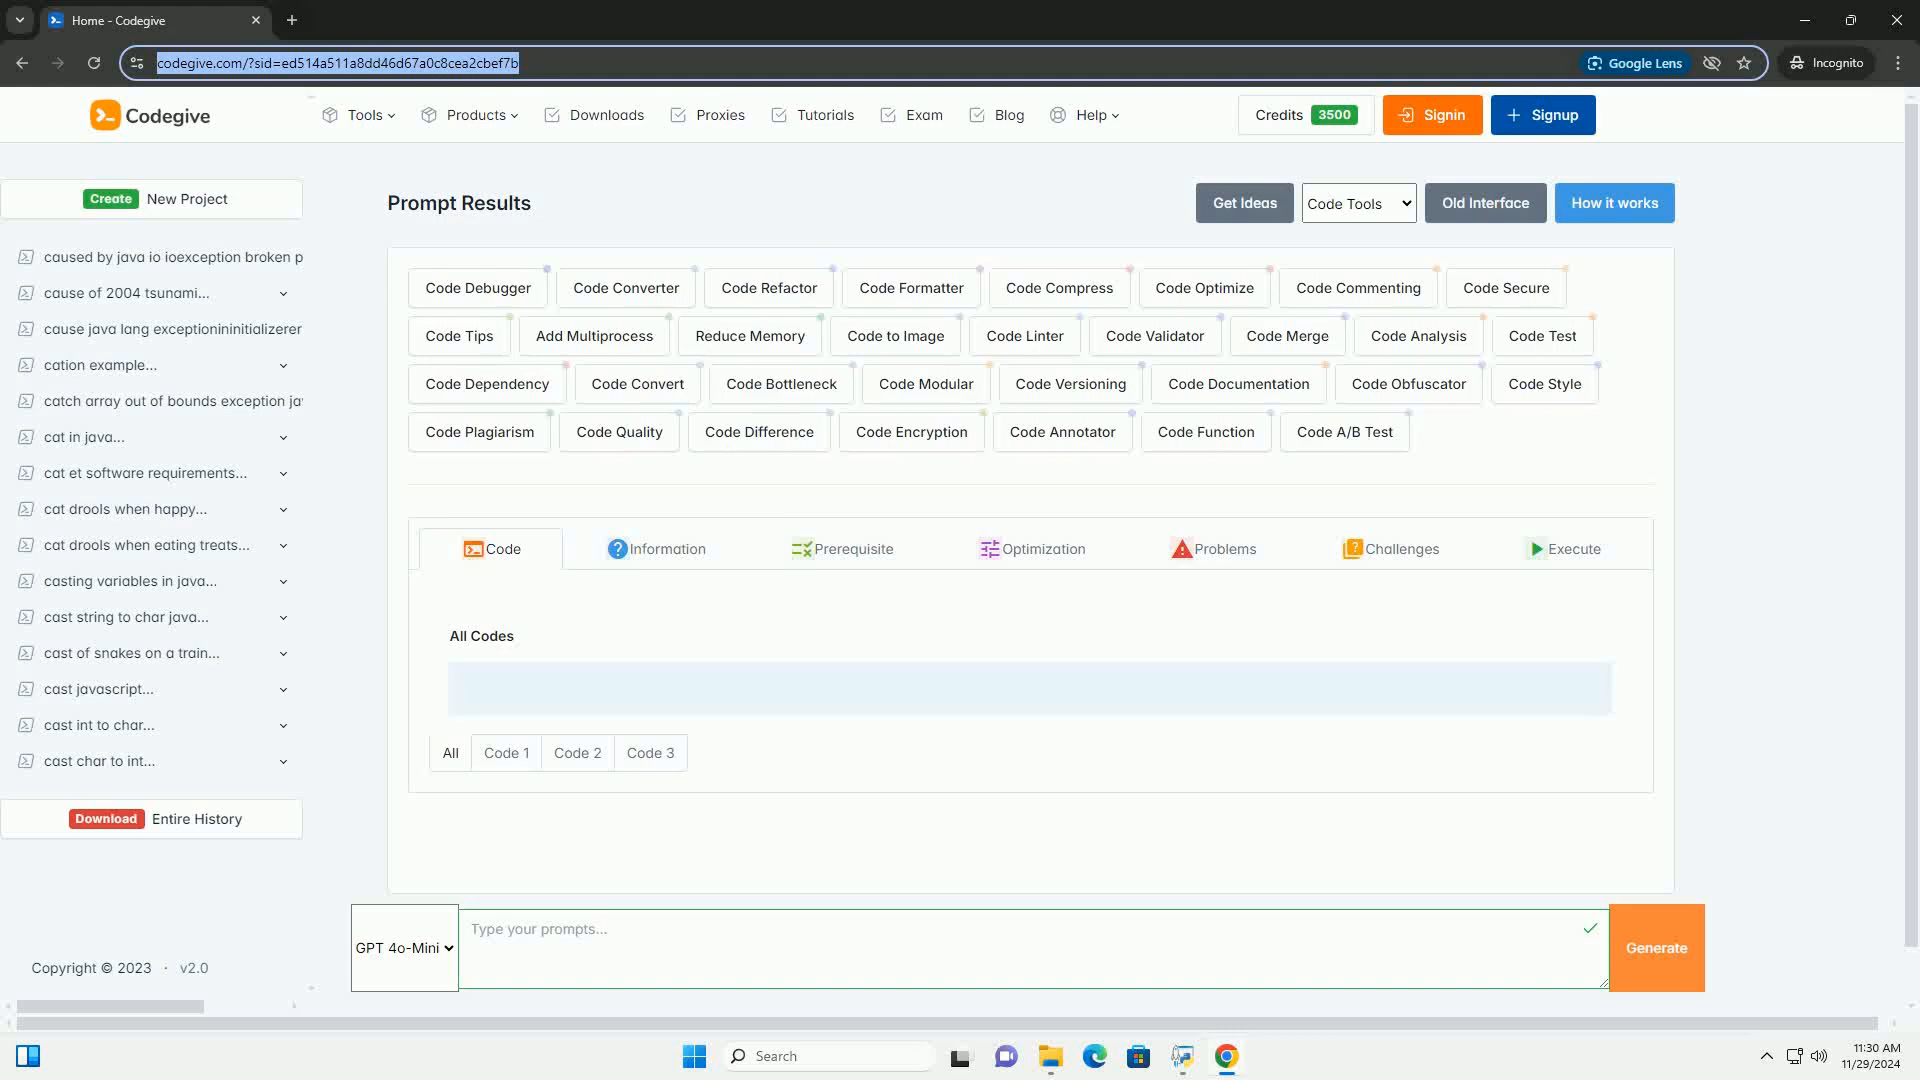 Home - Codegive
codegive.com/?sid=ed514a511a8dd46d67a0c8cea2cbef7b
Google Lens
Incognito
Codegive
Tools
Products
Downloads
Proxies
Tutorials
Exam
Blog
Help
Credits 3500
Signin
Signup
Create New Project
caused by java io ioexception broken p
cause of 2004 tsunami...
cause java lang exceptionininitializerer
cation example...
catch array out of bounds exception ja
cat in java...
cat et software requirements...
cat drools when happy...
cat drools when eating treats...
casting variables in java...
cast string to char java...
cast of snakes on a train...
cast javascript...
cast int to char...
cast char to int...
Download Entire History
Copyright © 2023 · v2.0
Prompt Results
Get Ideas
Code Tools
Old Interface
How it works
Code Debugger Code Converter Code Refactor Code Formatter Code Compress Code Optimize Code Commenting Code Secure
Code Tips Add Multiprocess Reduce Memory Code to Image Code Linter Code Validator Code Merge Code Analysis Code Test
Code Dependency Code Convert Code Bottleneck Code Modular Code Versioning Code Documentation Code Obfuscator Code Style
Code Plagiarism Code Quality Code Difference Code Encryption Code Annotator Code Function Code A/B Test
Code Information Prerequisite Optimization Problems Challenges Execute
All Codes
All Code 1 Code 2 Code 3
GPT 4o-Mini
Type your prompts...
Generate
Search
11:30 AM
11/29/2024